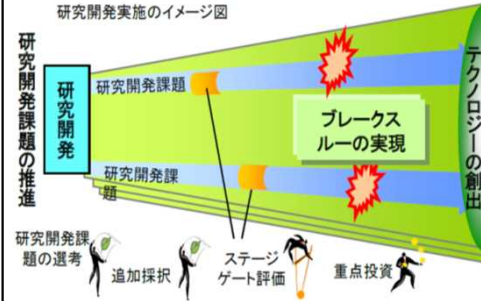 研究開発実施のイメージ図
研究開発課題の推進
研究開発
研究開発課題
ブレークス
ルーの実現
研究開発課
題
テクノロジーの創出
研究開発課
題の選考
追加採択
ステージ
ゲート評価
重点投資